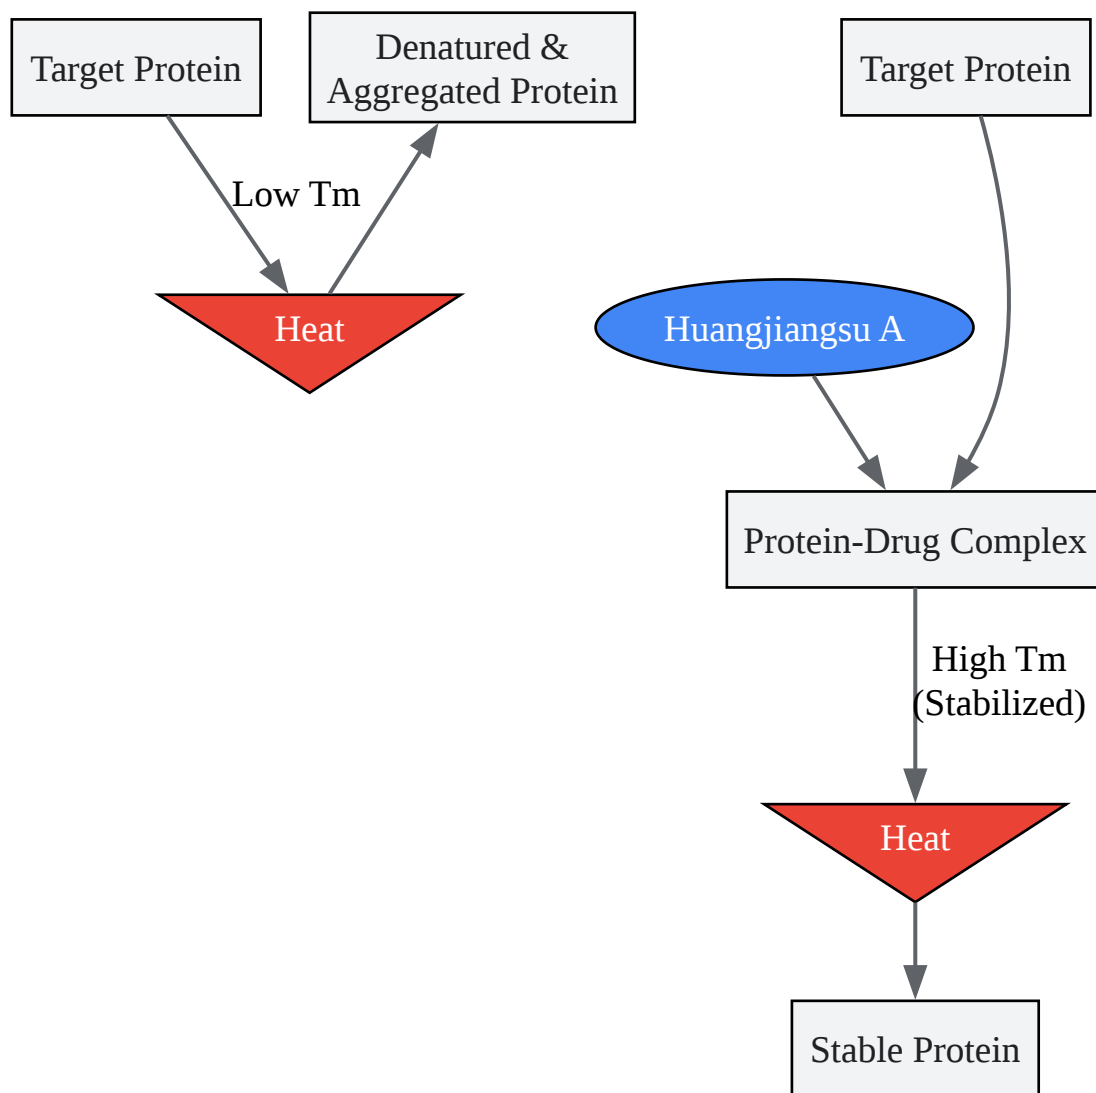 Target Protein
Denatured &
Aggregated Protein
Target Protein
Low Tm
Heat
Huangjiangsu A
Protein-Drug Complex
High Tm
(Stabilized)
Heat
Stable Protein